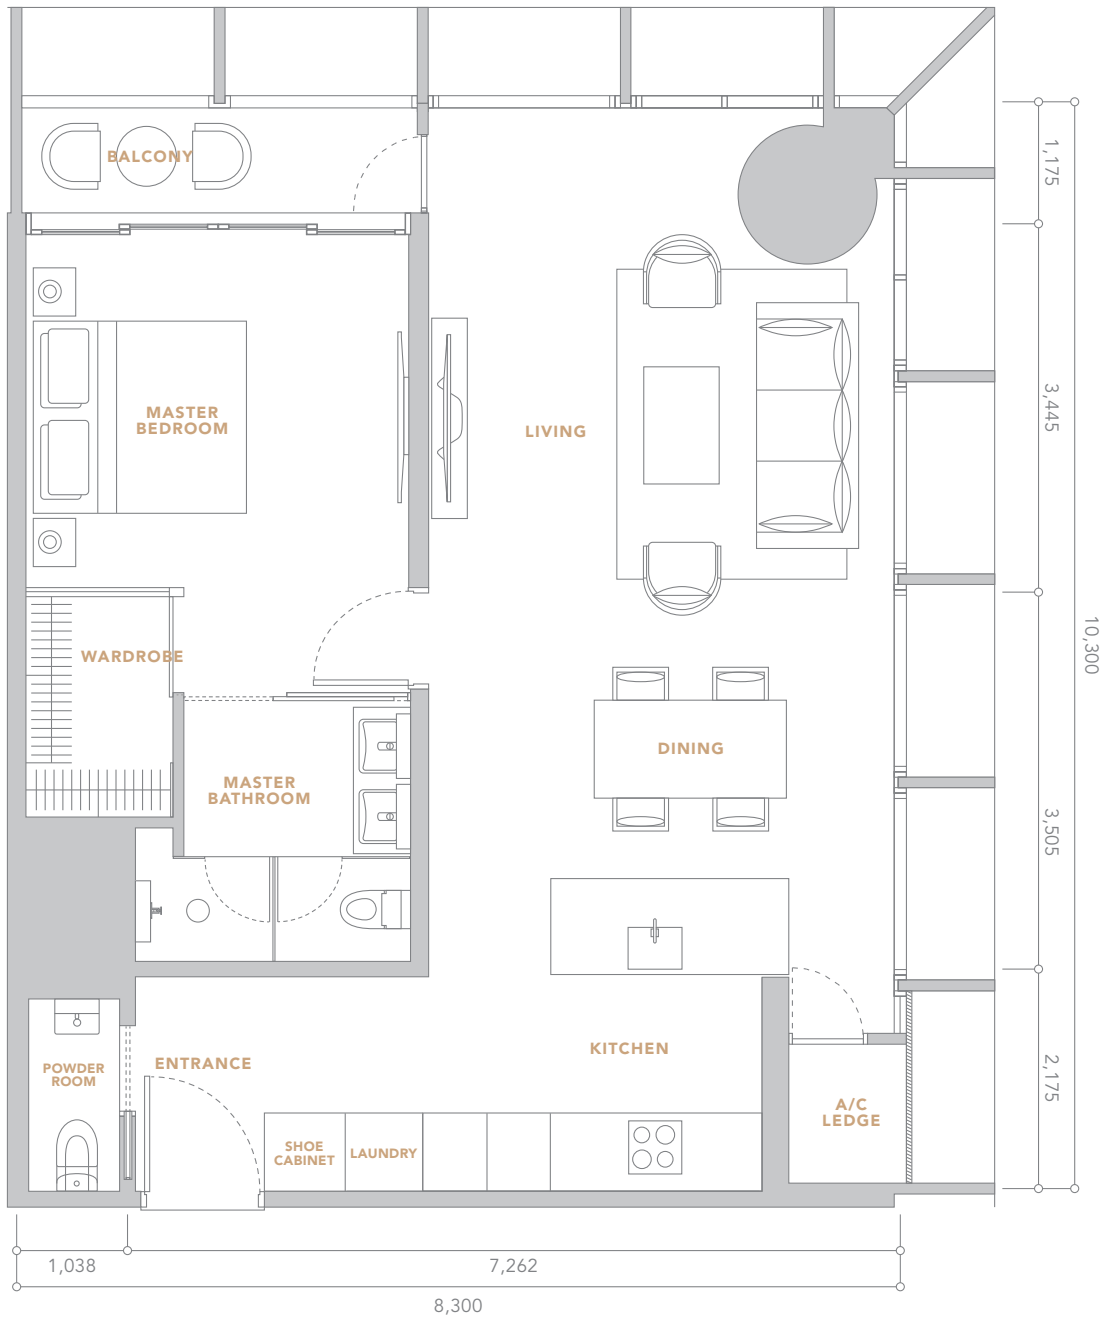 BALCONY
1,175
MASTER
BEDROOM
LIVING
3,445
10,300
WARDROBE
DINING
MASTER
BATHROOM
3,505
KITCHEN
ENTRANCE
POWDER
ROOM
2,175
A/C
LEDGE
SHOE
CABINET
LAUNDRY
1,038
7,262
8,300